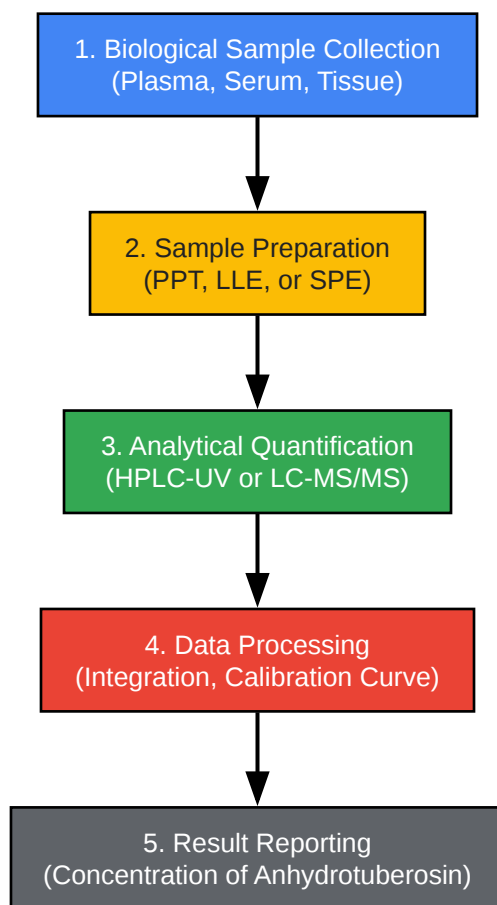 1. Biological Sample Collection
(Plasma, Serum, Tissue)
2. Sample Preparation
(PPT, LLE, or SPE)
3. Analytical Quantification
(HPLC-UV or LC-MS/MS)
4. Data Processing
(Integration, Calibration Curve)
5. Result Reporting
(Concentration of Anhydrotuberosin)